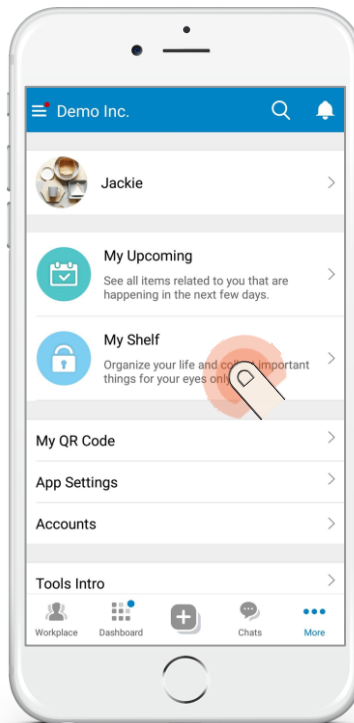 Demo Inc.
Jackie
My Upcoming
See all items related to you that are
happening in the next few days.
My Shelf
Organize your life and collect important
things for your eyes only
My QR Code
App Settings
Accounts
Tools Intro
Workplace Dashboard Chats More